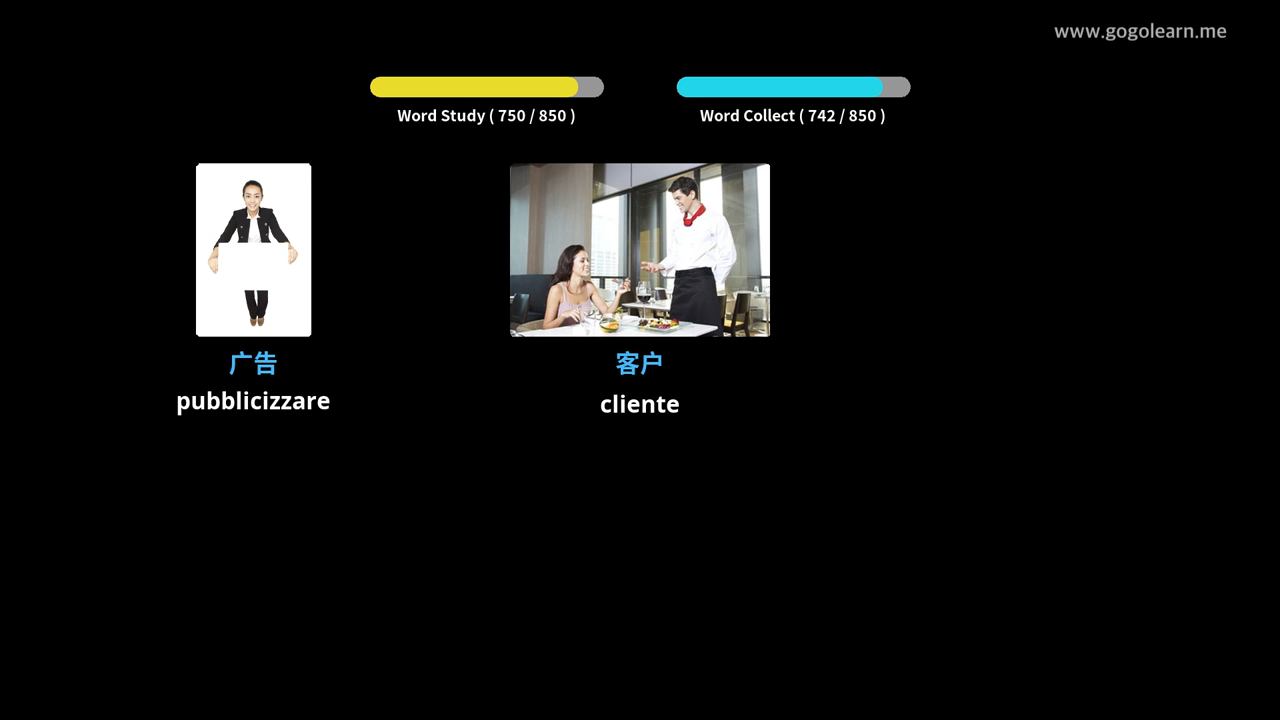 www.gogolearn.me
Word Study ( 750 / 850 )
Word Collect ( 742 / 850 )
广告
pubblicizzare
客户
cliente